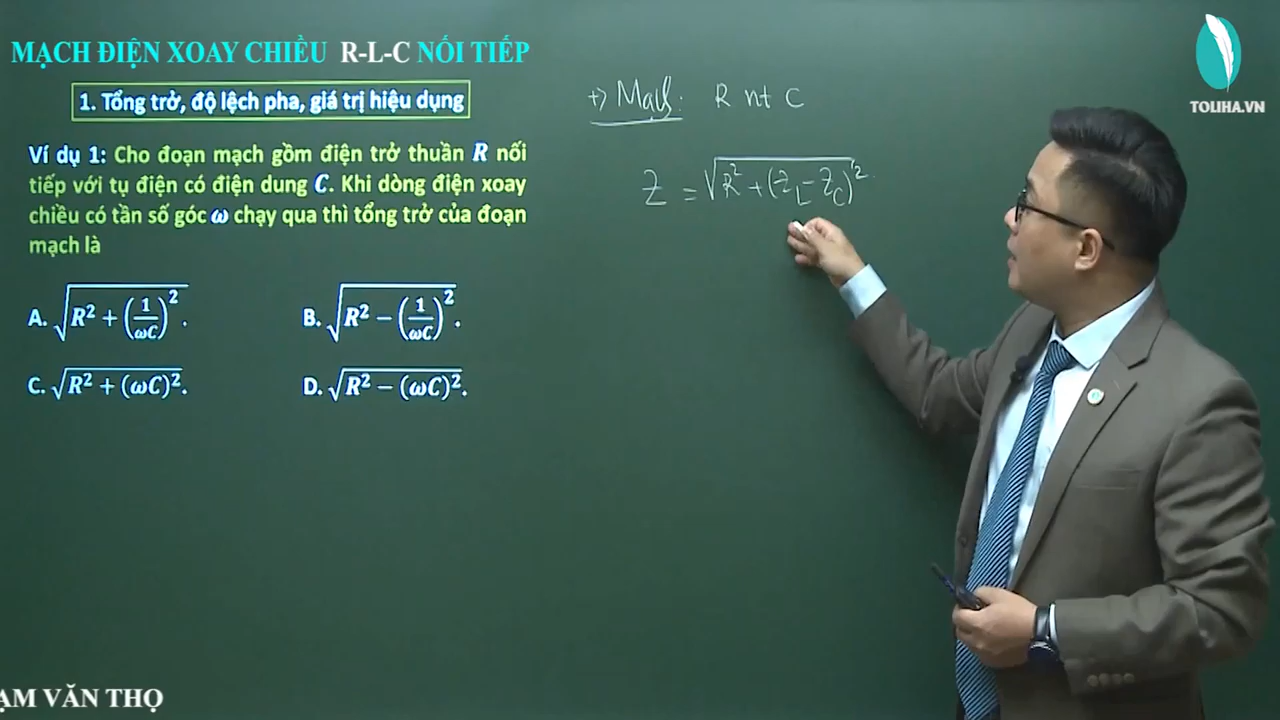 MẠCH ĐIỆN XOAY CHIỀU R-L-C NỐI TIẾP
1. Tổng trở, độ lệch pha, giá trị hiệu dụng
Ví dụ 1: Cho đoạn mạch gồm điện trở thuần R nối
tiếp với tụ điện có điện dung C. Khi dòng điện xoay
chiều có tần số góc ω chạy qua thì tổng trở của đoạn
mạch là
A. √(R² + (1/ωC)²).
B. √(R² − (1/ωC)²).
C. √(R² + (ωC)²).
D. √(R² − (ωC)²).
+) Mạch: R nt C
Z = √(R² + (Z_L − Z_C)²)
TOLIHA.VN
ẠM VĂN THỌ